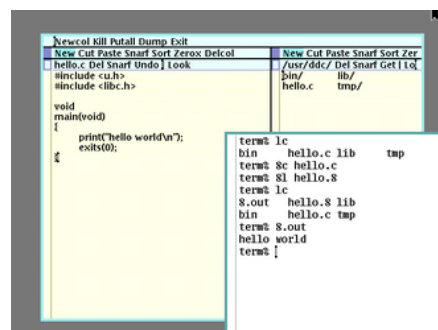 Newcol Kill Putall Dump Exit
New Cut Paste Snarf Sort Zerox Delcol
hello.c Del Snarf Undo | Look
#include <u.h>
#include <libc.h>
void
main(void)
{
print("hello world\n");
exits(0);
}
New Cut Paste Snarf Sort Zer
/usr/ddc/ Del Snarf Get | Lo
bin/ lib/
hello.c tmp/
term% lc
bin hello.c lib tmp
term% 8c hello.c
term% 8l hello.8
term% lc
8.out hello.8 lib
bin hello.c tmp
term% 8.out
hello world
term%